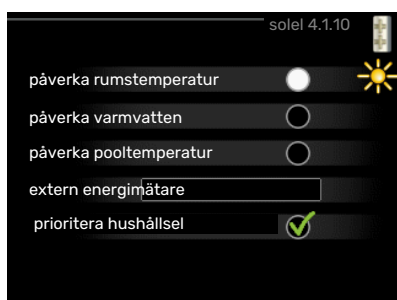 solel 4.1.10
påverka rumstemperatur
påverka varmvatten
påverka pooltemperatur
extern energimätare
prioritera hushållsel